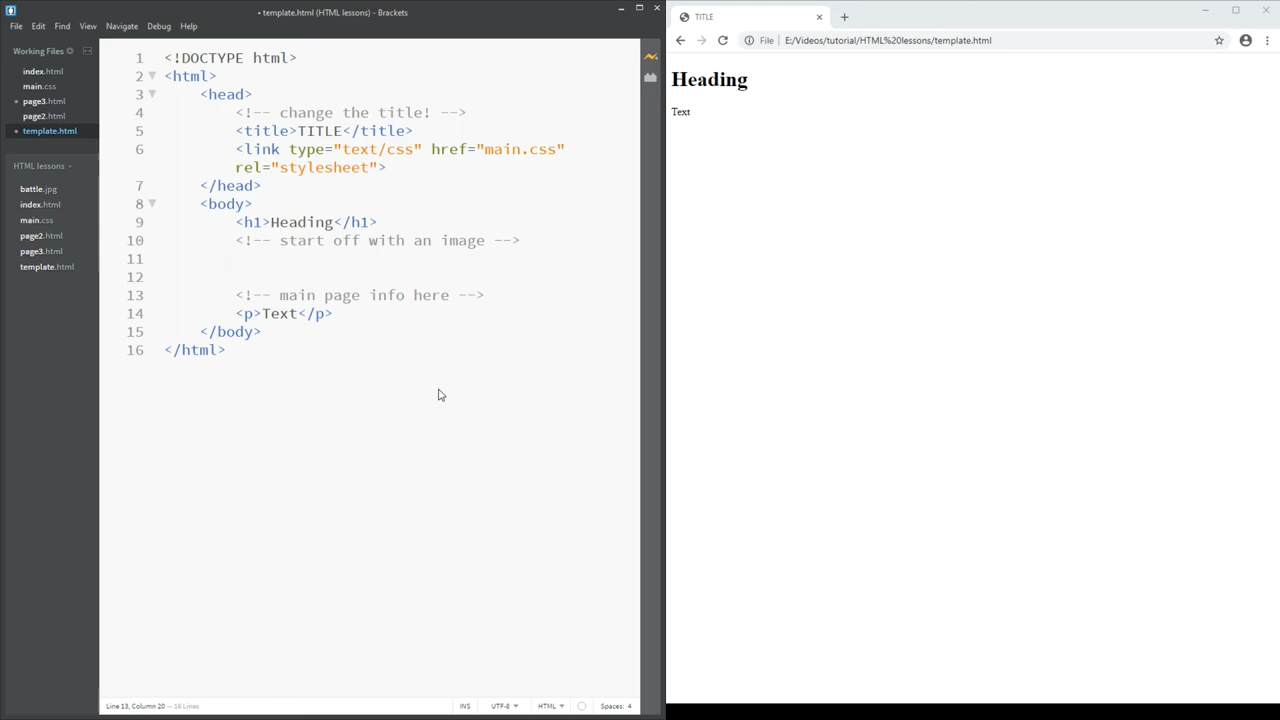 • template.html (HTML lessons) - Brackets
File Edit Find View Navigate Debug Help
Working Files
index.html
main.css
• page3.html
page2.html
• template.html
HTML lessons
battle.jpg
index.html
main.css
page2.html
page3.html
template.html
1 <!DOCTYPE html>
2 <html>
3 <head>
4 <!-- change the title! -->
5 <title>TITLE</title>
6 <link type="text/css" href="main.css"
rel="stylesheet">
7 </head>
8 <body>
9 <h1>Heading</h1>
10 <!-- start off with an image -->
11
12
13 <!-- main page info here -->
14 <p>Text</p>
15 </body>
16 </html>
Line 13, Column 20 — 16 Lines
INS UTF-8 HTML Spaces: 4
TITLE
File E:/Videos/tutorial/HTML%20lessons/template.html
Heading
Text